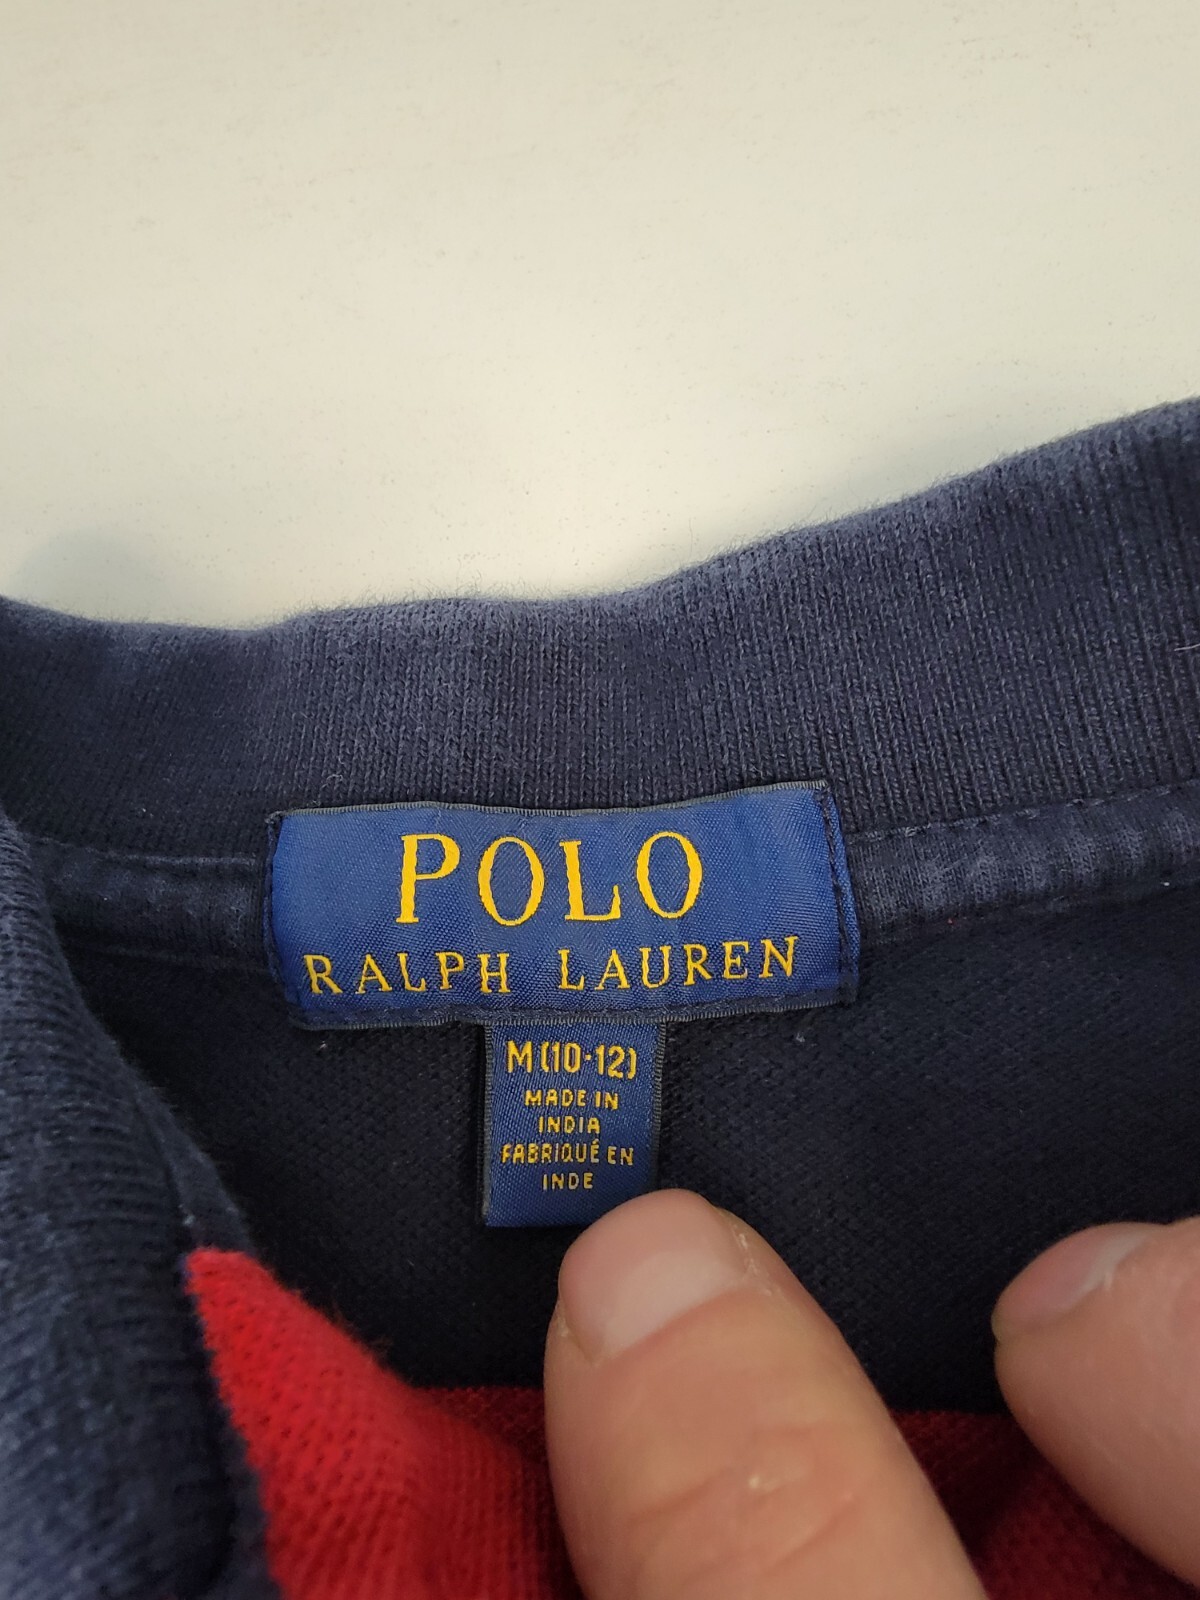 POLO
RALPH LAUREN
M(10-12)
MADE IN
INDIA
FABRIQUÉ EN
INDE